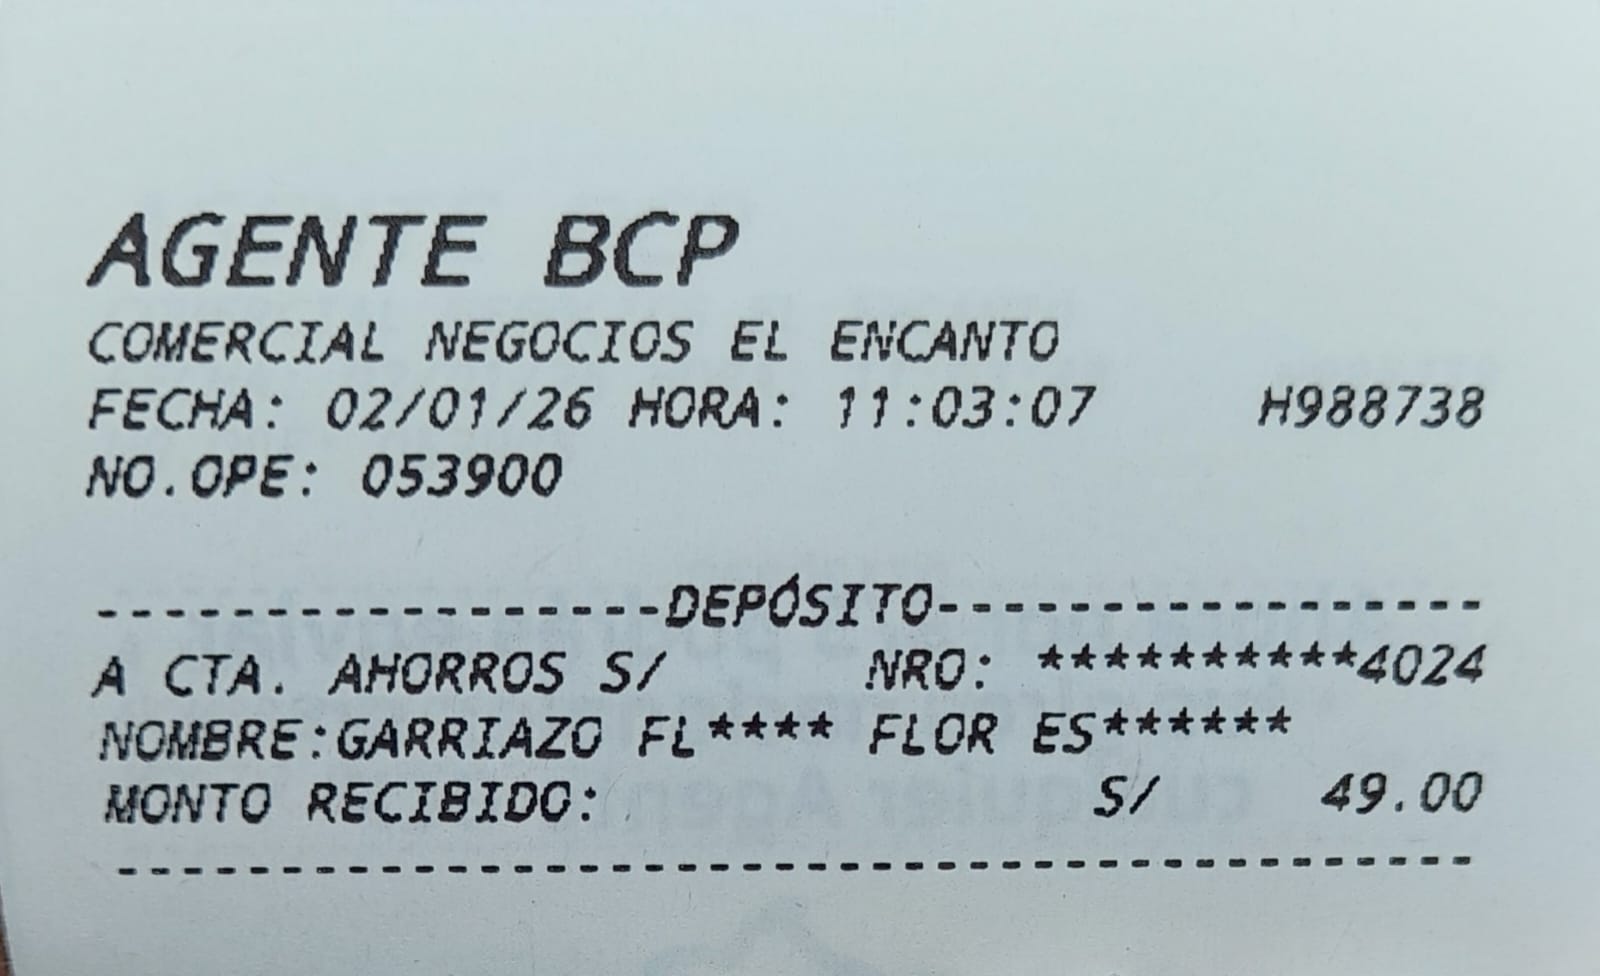 AGENTE BCP
COMERCIAL NEGOCIOS EL ENCANTO
FECHA: 02/01/26 HORA: 11:03:07 H988738
NO.OPE: 053900
-----------------DEPÓSITO----------------
A CTA. AHORROS S/ NRO: **********4024
NOMBRE:GARRIAZO FL**** FLOR ES******
MONTO RECIBIDO: S/ 49.00